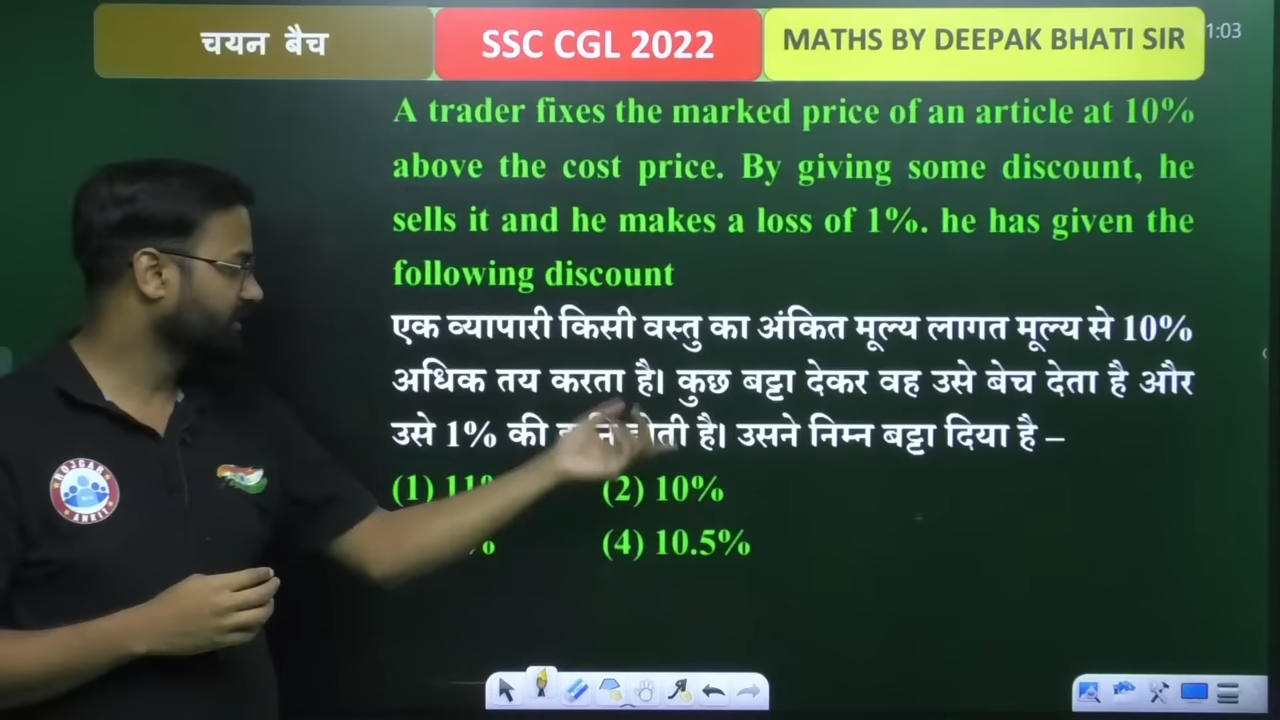 चयन बैच
SSC CGL 2022
MATHS BY DEEPAK BHATI SIR
1:03
A trader fixes the marked price of an article at 10%
above the cost price. By giving some discount, he
sells it and he makes a loss of 1%. he has given the
following discount
एक व्यापारी किसी वस्तु का अंकित मूल्य लागत मूल्य से 10%
अधिक तय करता है। कुछ बट्टा देकर वह उसे बेच देता है और
उसे 1% की है। उसने निम्न बट्टा दिया है –
(1) (2) 10%
% (4) 10.5%
ROJGAR
ANKIT